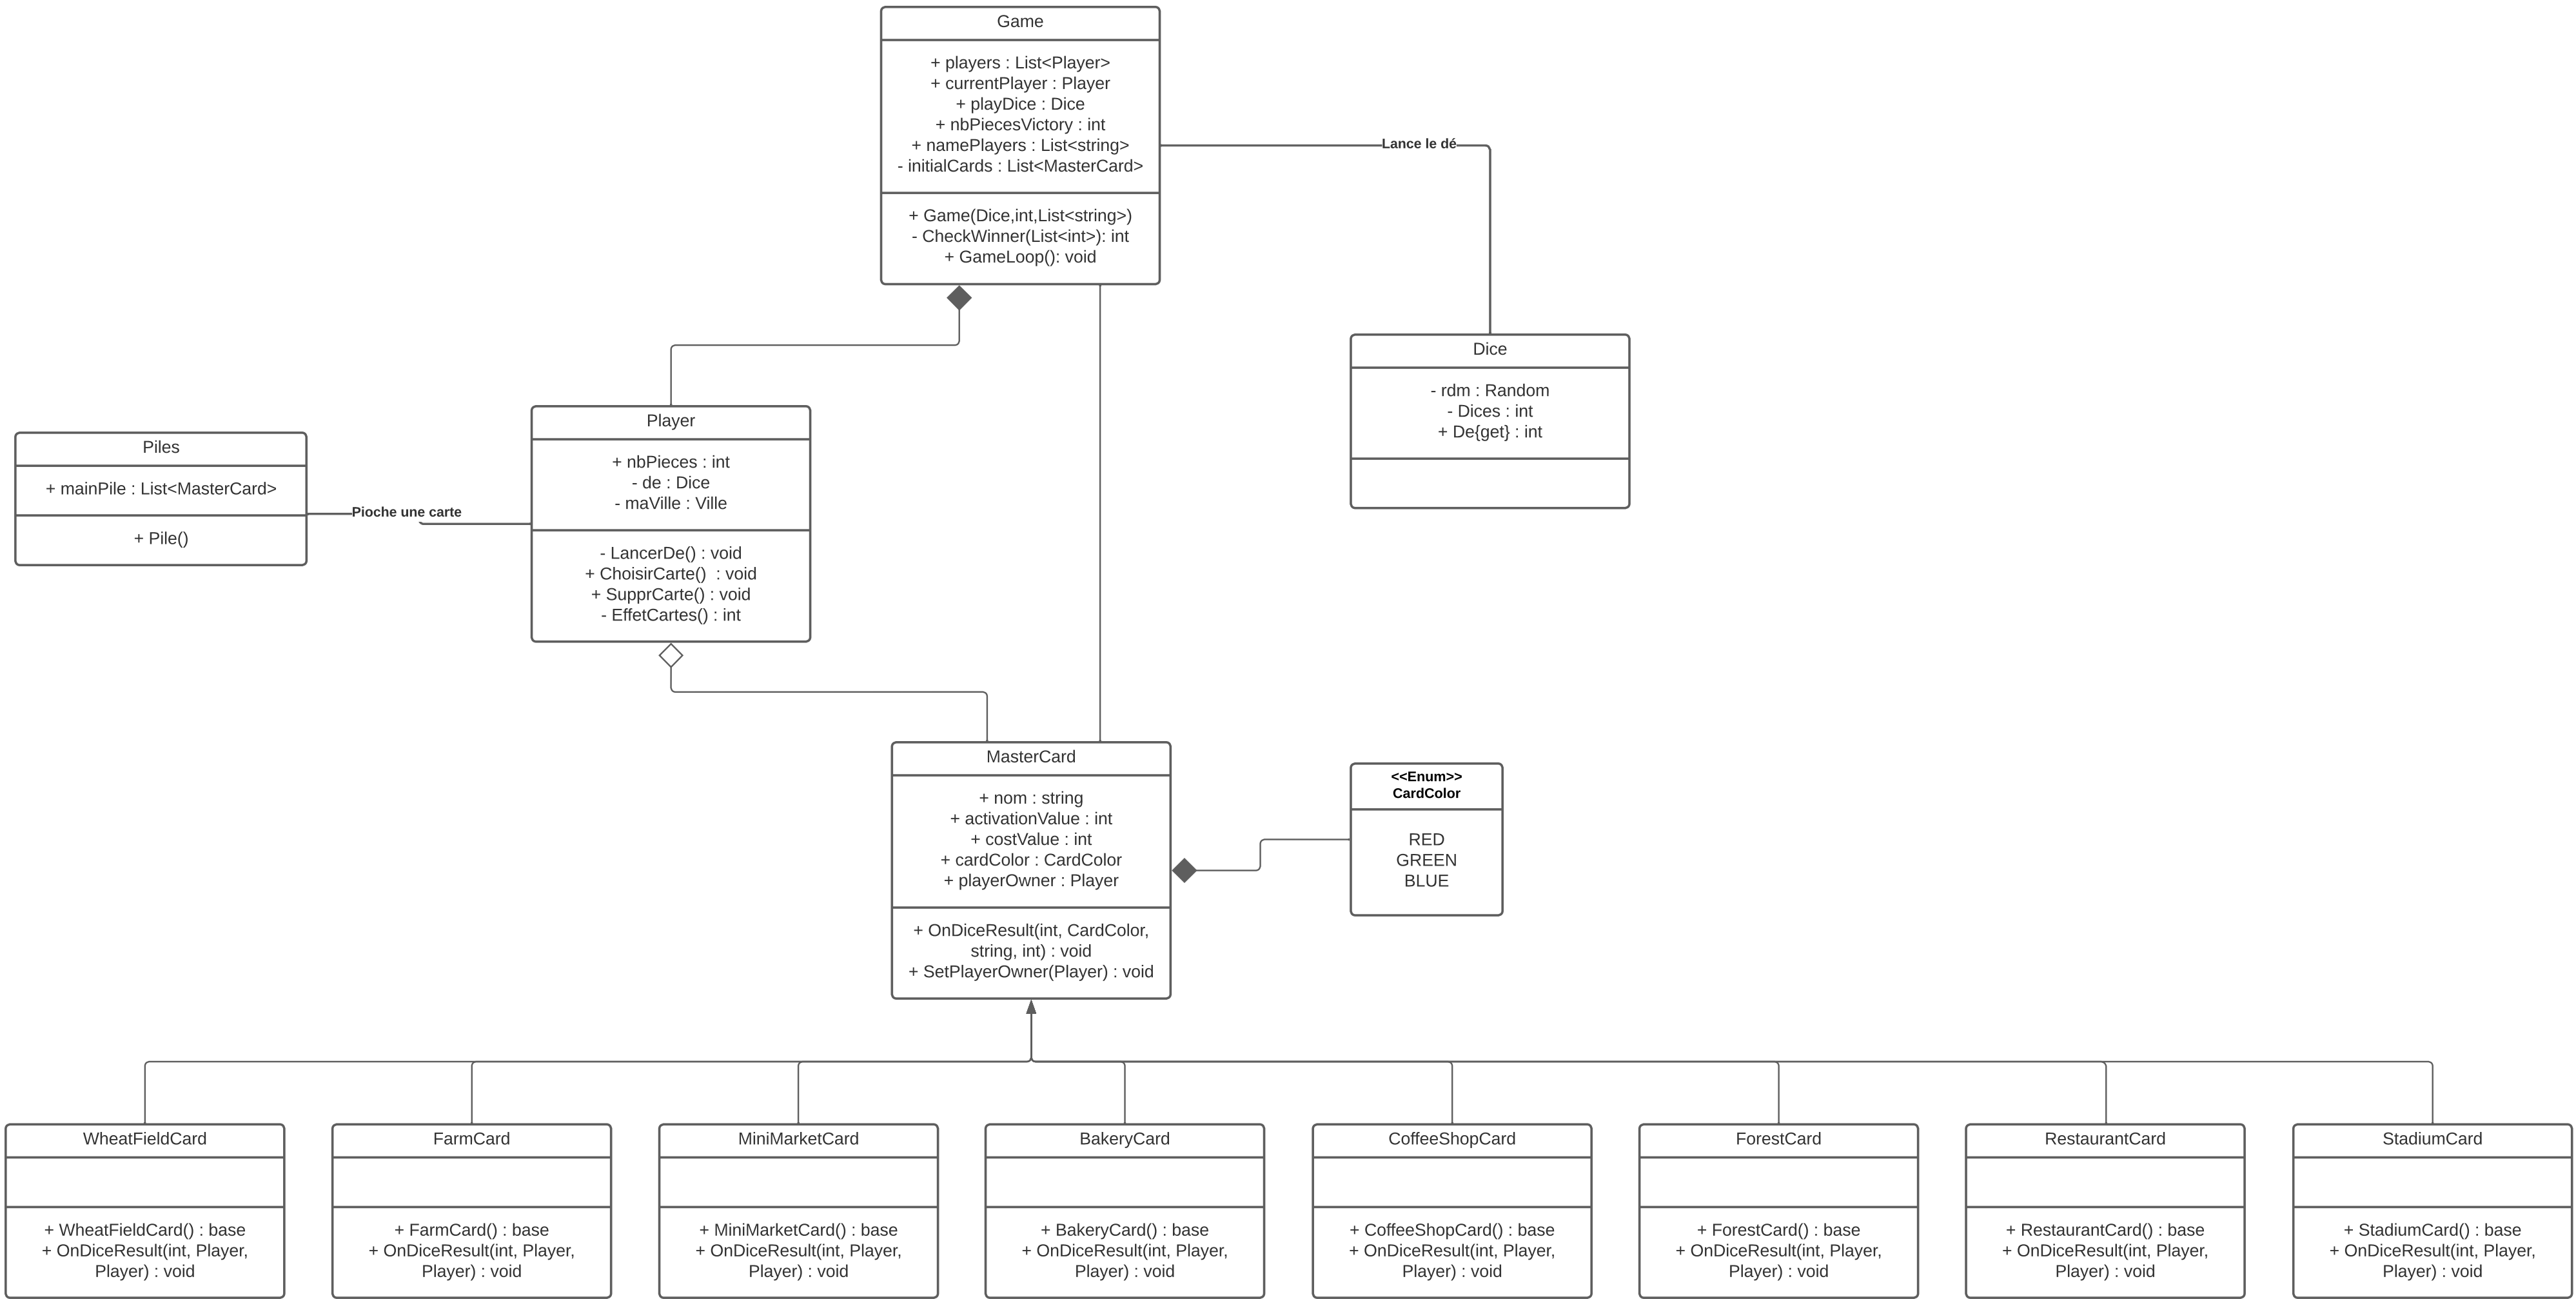 Game
+ players : List<Player>
+ currentPlayer : Player
+ playDice : Dice
+ nbPiecesVictory : int
+ namePlayers : List<string>
- initialCards : List<MasterCard>
+ Game(Dice,int,List<string>)
- CheckWinner(List<int>): int
+ GameLoop(): void
Lance le dé
Dice
- rdm : Random
- Dices : int
+ De{get} : int
Player
+ nbPieces : int
- de : Dice
- maVille : Ville
- LancerDe() : void
+ ChoisirCarte()  : void
+ SupprCarte() : void
- EffetCartes() : int
Piles
+ mainPile : List<MasterCard>
+ Pile()
Pioche une carte
MasterCard
+ nom : string
+ activationValue : int
+ costValue : int
+ cardColor : CardColor
+ playerOwner : Player
+ OnDiceResult(int, CardColor,
string, int) : void
+ SetPlayerOwner(Player) : void
<<Enum>>
CardColor
RED
GREEN
BLUE
WheatFieldCard
+ WheatFieldCard() : base
+ OnDiceResult(int, Player,
Player) : void
FarmCard
+ FarmCard() : base
+ OnDiceResult(int, Player,
Player) : void
MiniMarketCard
+ MiniMarketCard() : base
+ OnDiceResult(int, Player,
Player) : void
BakeryCard
+ BakeryCard() : base
+ OnDiceResult(int, Player,
Player) : void
CoffeeShopCard
+ CoffeeShopCard() : base
+ OnDiceResult(int, Player,
Player) : void
ForestCard
+ ForestCard() : base
+ OnDiceResult(int, Player,
Player) : void
RestaurantCard
+ RestaurantCard() : base
+ OnDiceResult(int, Player,
Player) : void
StadiumCard
+ StadiumCard() : base
+ OnDiceResult(int, Player,
Player) : void